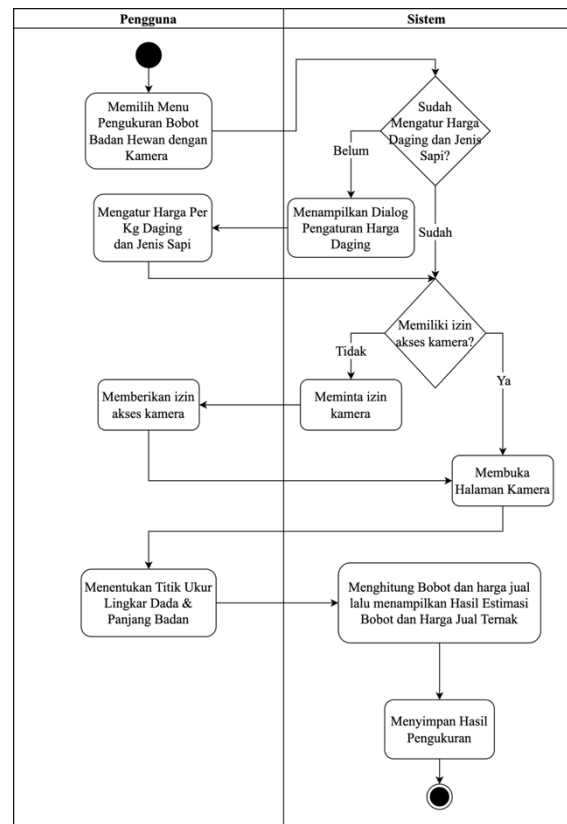 Pengguna
Sistem
Memilih Menu
Pengukuran Bobot
Badan Hewan dengan
Kamera
Sudah
Mengatur Harga
Daging dan Jenis
Sapi?
Belum
Sudah
Menampilkan Dialog
Pengaturan Harga
Daging
Mengatur Harga Per
Kg Daging
dan Jenis Sapi
Memiliki izin
akses kamera?
Tidak
Ya
Meminta izin
kamera
Memberikan izin
akses kamera
Membuka
Halaman Kamera
Menentukan Titik Ukur
Lingkar Dada &
Panjang Badan
Menghitung Bobot dan harga jual
lalu menampilkan Hasil Estimasi
Bobot dan Harga Jual Ternak
Menyimpan Hasil
Pengukuran